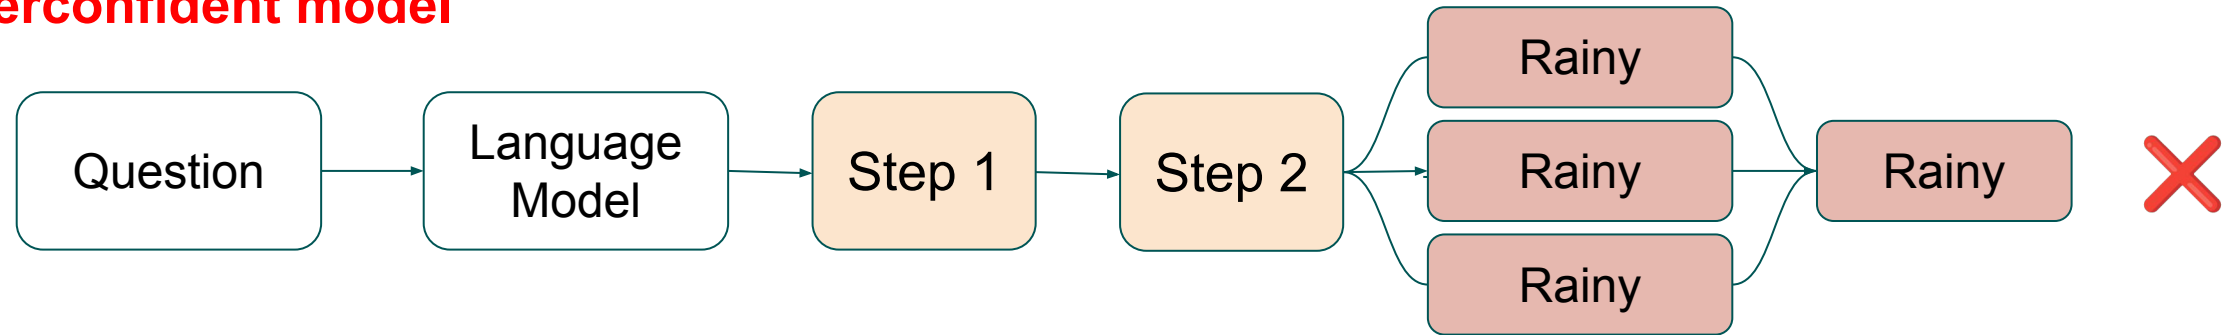 erconfident model
Question
Language
Model
Step 1
Step 2
Rainy
Rainy
Rainy
Rainy